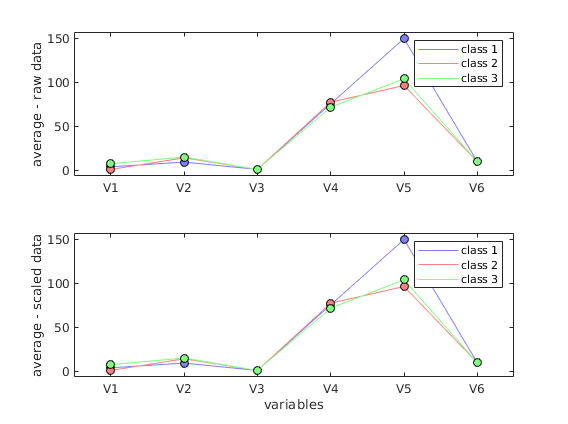 average - raw data
150
100
50
0
class 1
class 2
class 3
V1 V2 V3 V4 V5 V6
average - scaled data
150
100
50
0
class 1
class 2
class 3
V1 V2 V3 V4 V5 V6
variables